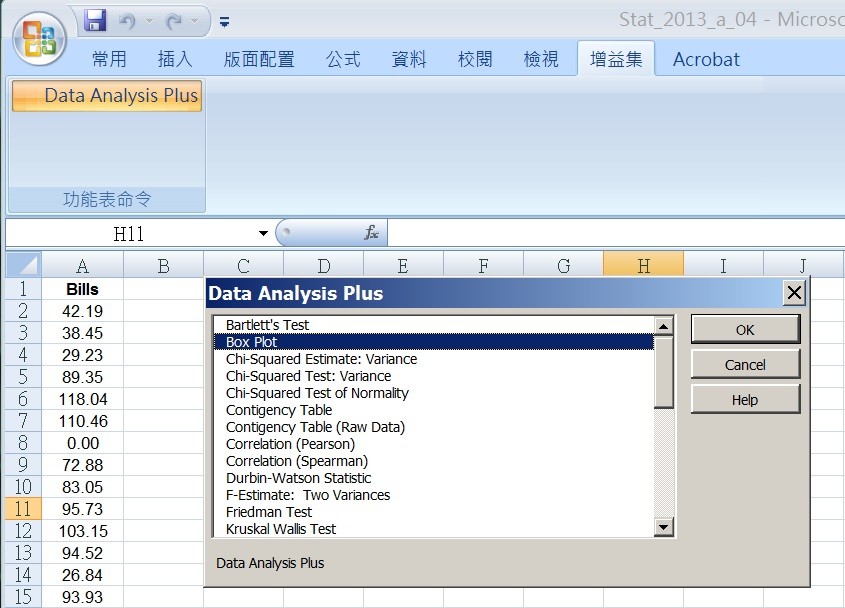 Stat_2013_a_04 - Microso
常用 插入 版面配置 公式 資料 校閱 檢視 增益集 Acrobat
Data Analysis Plus
功能表命令
H11 fx
A B C D E F G H I J
1 Bills
2 42.19
3 38.45
4 29.23
5 89.35
6 118.04
7 110.46
8 0.00
9 72.88
10 83.05
11 95.73
12 103.15
13 94.52
14 26.84
15 93.93
Data Analysis Plus
Bartlett's Test
Box Plot
Chi-Squared Estimate: Variance
Chi-Squared Test: Variance
Chi-Squared Test of Normality
Contigency Table
Contigency Table (Raw Data)
Correlation (Pearson)
Correlation (Spearman)
Durbin-Watson Statistic
F-Estimate: Two Variances
Friedman Test
Kruskal Wallis Test
OK
Cancel
Help
Data Analysis Plus